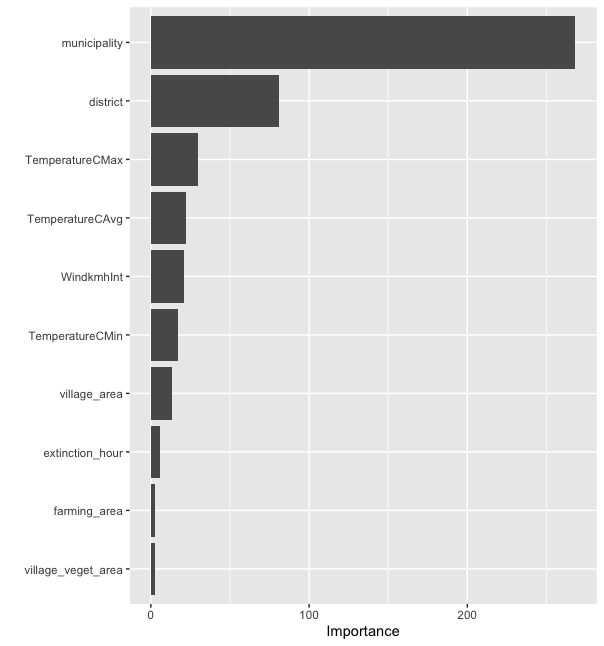 municipality
district
TemperatureCMax
TemperatureCAvg
WindkmhInt
TemperatureCMin
village_area
extinction_hour
farming_area
village_veget_area
0 100 200
Importance